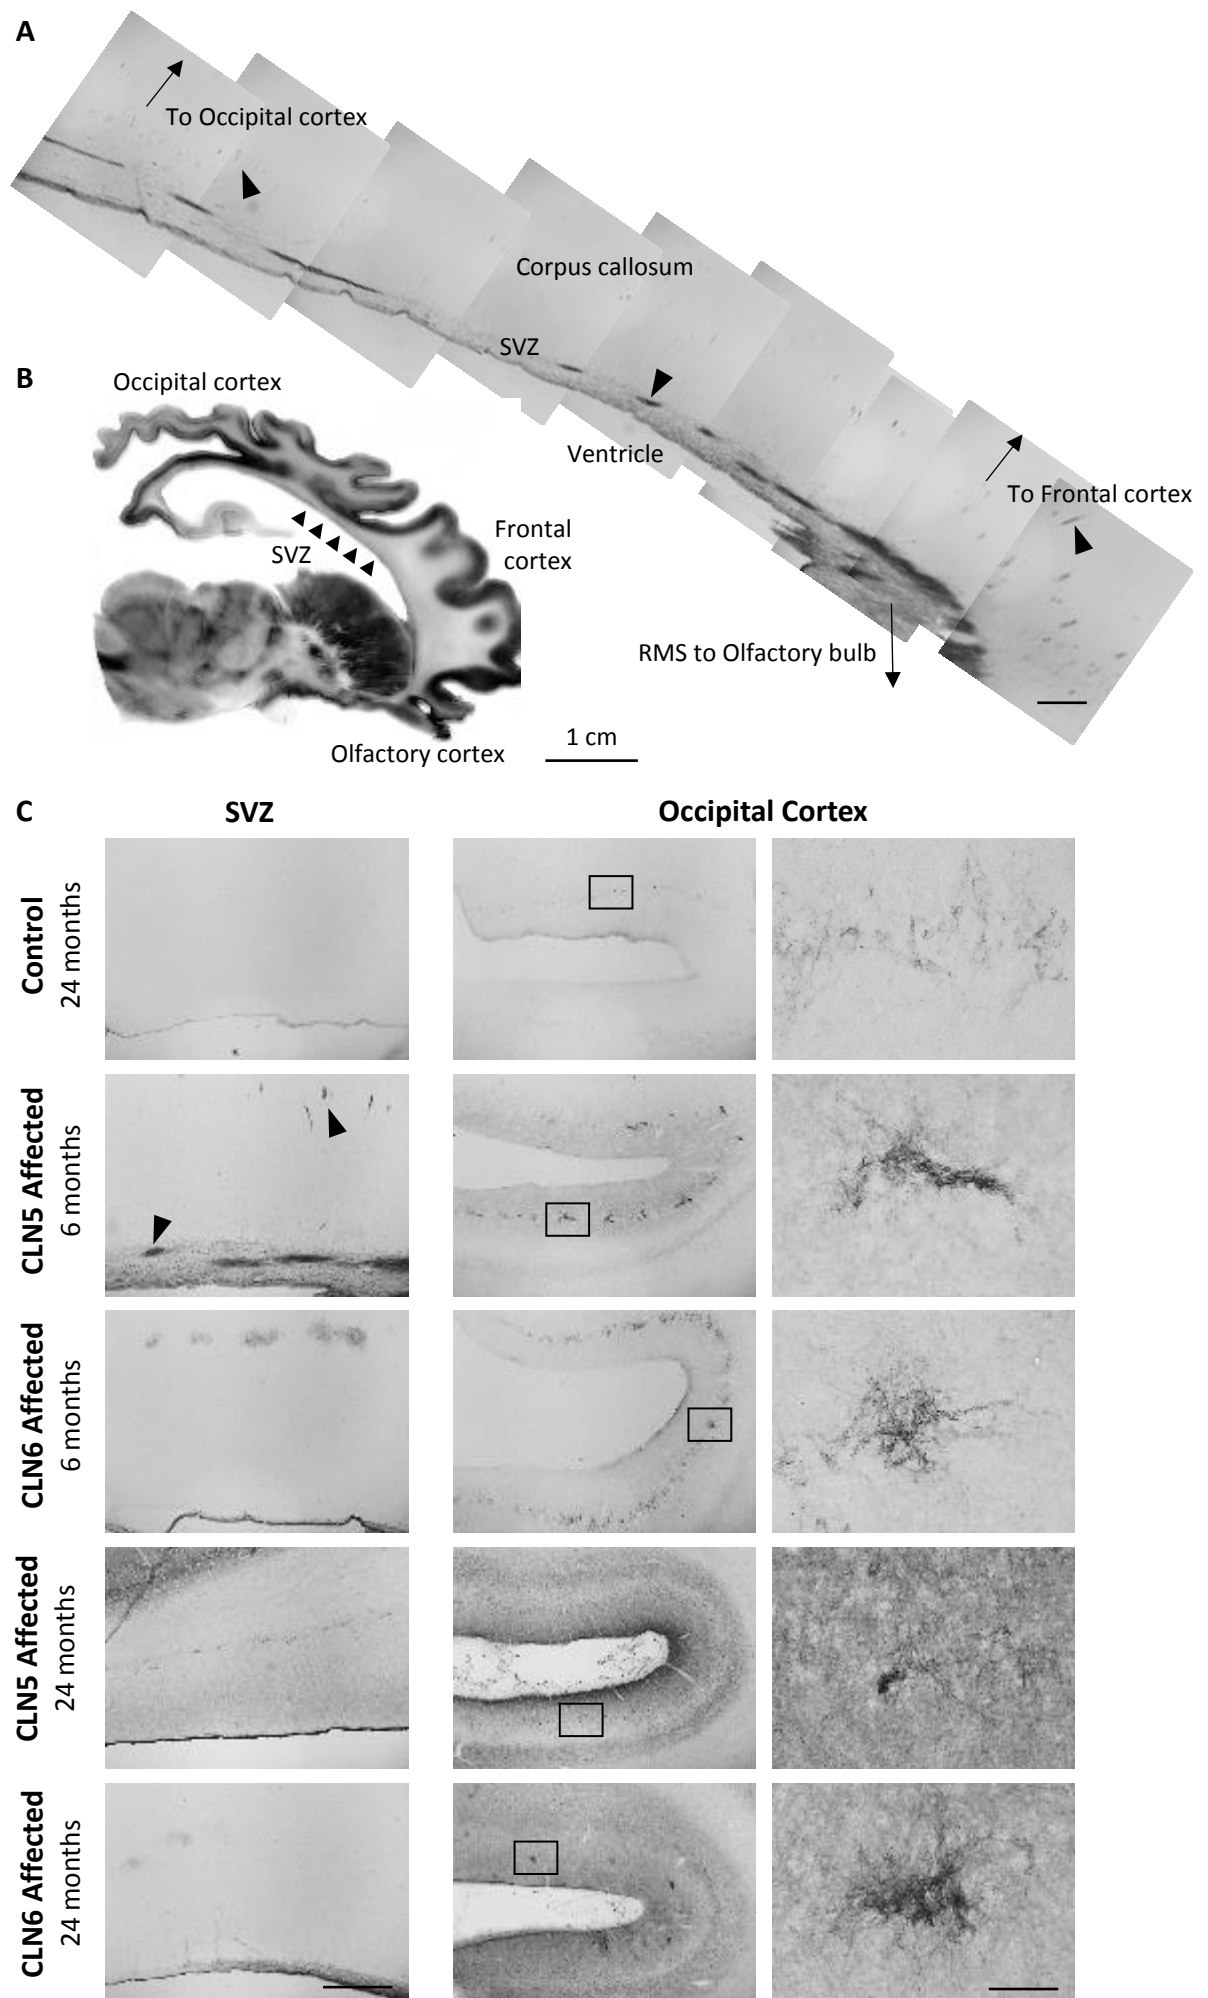 A
To Occipital cortex
Corpus callosum
SVZ
Ventricle
To Frontal cortex
RMS to Olfactory bulb
B
Occipital cortex
Frontal
cortex
SVZ
Olfactory cortex
1 cm
C
SVZ
Occipital Cortex
Control
24 months
CLN5 Affected
6 months
CLN6 Affected
6 months
CLN5 Affected
24 months
CLN6 Affected
24 months